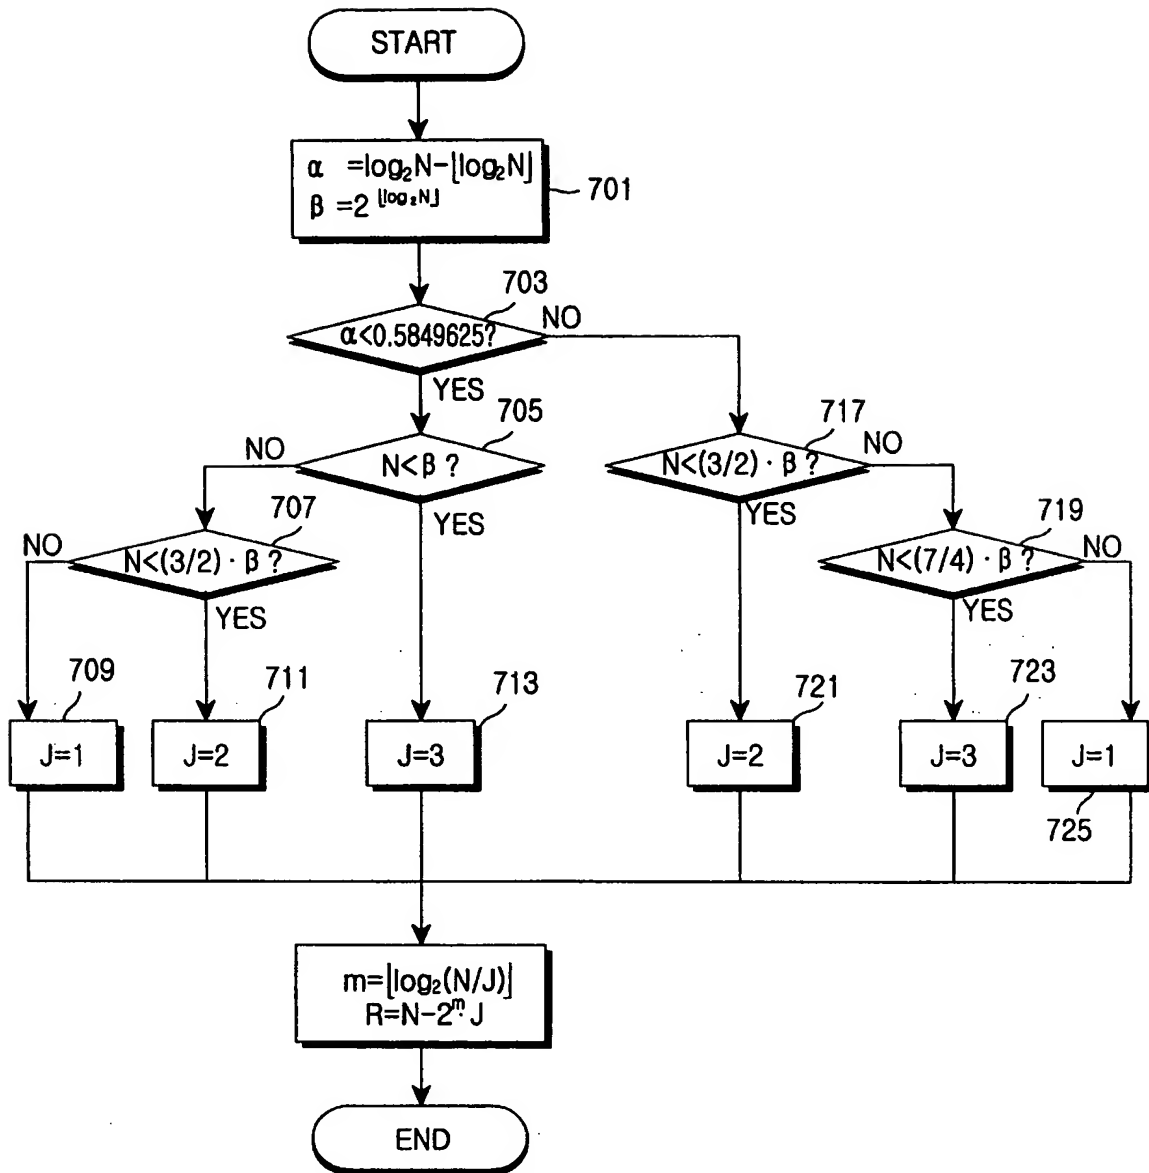 START
α =log₂N-⌊log₂N⌋
β =2^⌊log₂N⌋
701
703
α<0.5849625?
NO
YES
705
717
NO
N<β ?
N<(3/2) · β ?
NO
YES
YES
707
719
NO
N<(3/2) · β ?
N<(7/4) · β ?
NO
YES
YES
709
711
713
721
723
J=1
J=2
J=3
J=2
J=3
J=1
725
m=⌊log₂(N/J)⌋
R=N-2^m·J
END